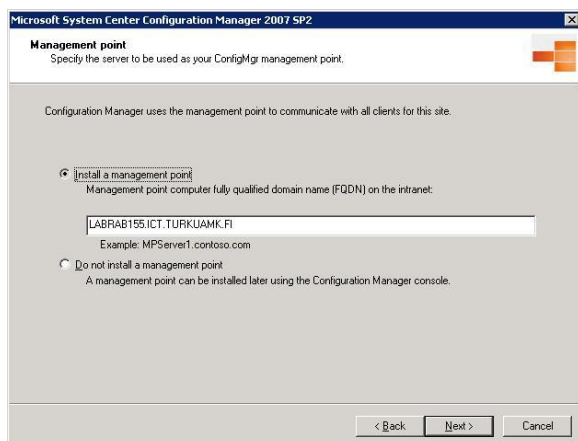 Microsoft System Center Configuration Manager 2007 SP2
Management point
Specify the server to be used as your ConfigMgr management point.
Configuration Manager uses the management point to communicate with all clients for this site.
Install a management point
Management point computer fully qualified domain name (FQDN) on the intranet:
LABRAB155.ICT.TURKUAMK.FI
Example: MPServer1.contoso.com
Do not install a management point
A management point can be installed later using the Configuration Manager console.
< Back Next > Cancel